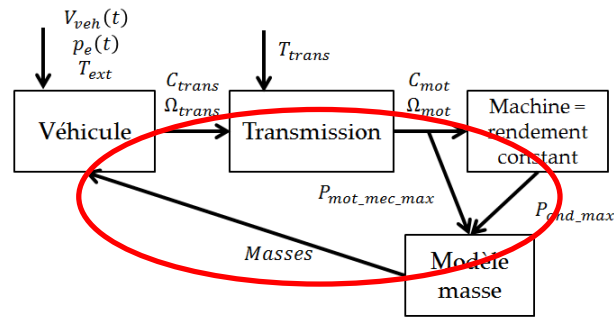 V_veh(t)
p_e(t)
T_ext
C_trans
Ω_trans
T_trans
C_mot
Ω_mot
Véhicule
Transmission
Machine =
rendement
constant
P_mot_mec_max
P_ond_max
Masses
Modèle
masse